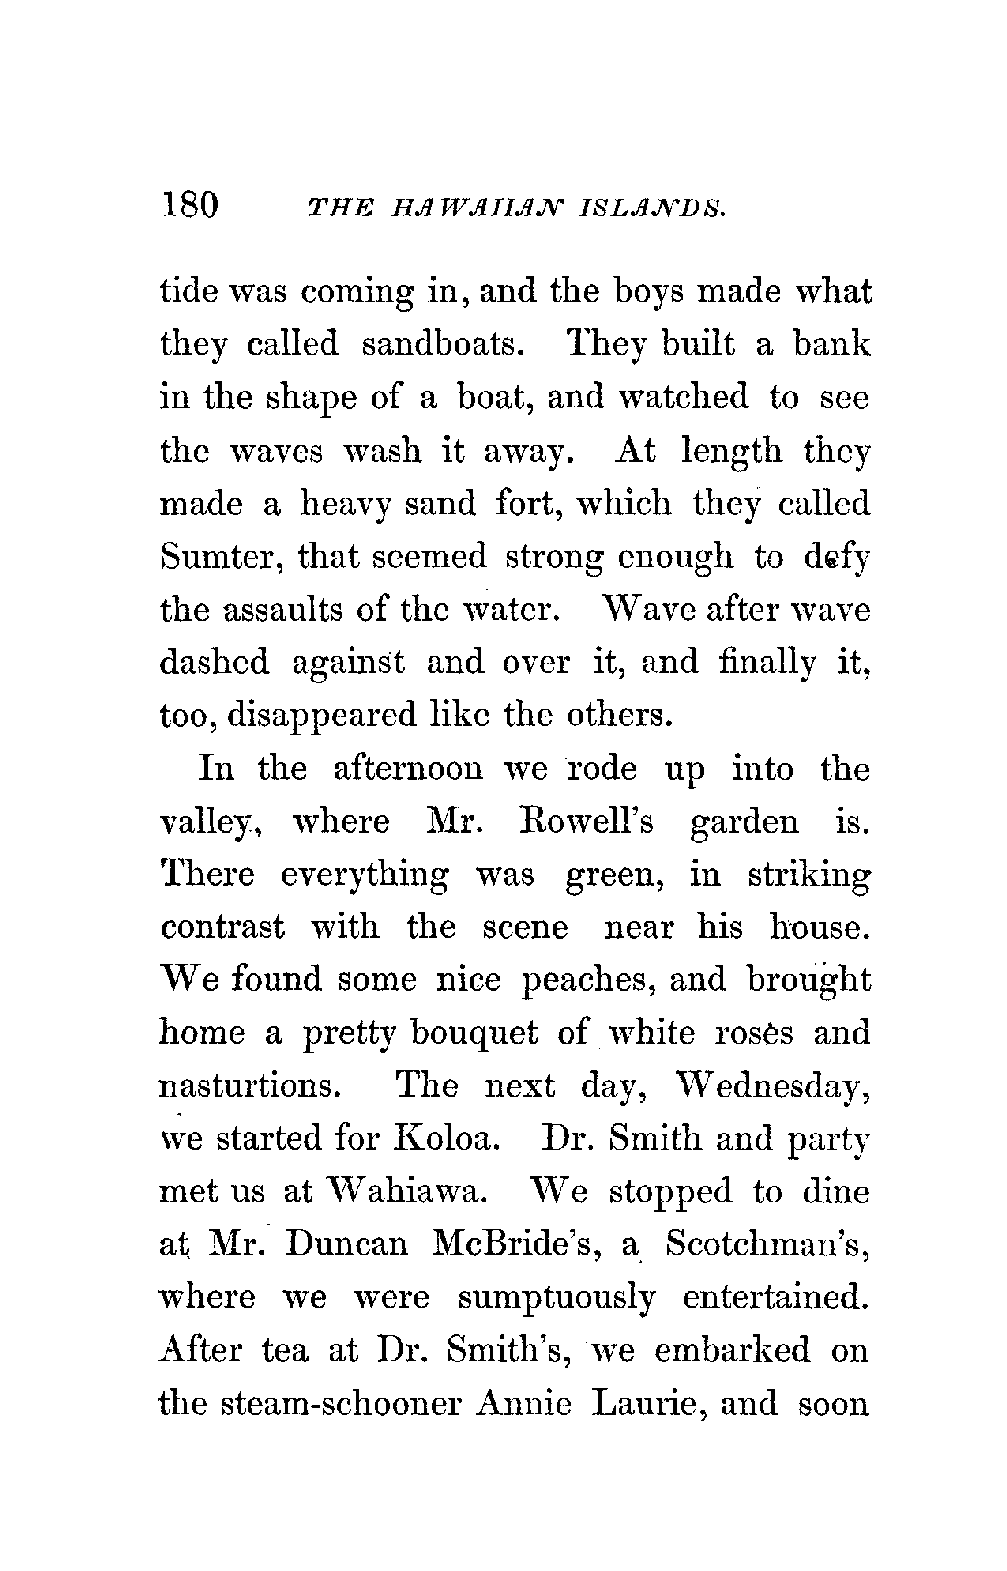 180 THE HAWAIIAN ISLANDS.
tide was coming in, and the boys made what
they called sandboats. They built a bank
in the shape of a boat, and watched to see
the waves wash it away. At length they
made a heavy sand fort, which they called
Sumter, that seemed strong enough to defy
the assaults of the water. Wave after wave
dashed against and over it, and finally it,
too, disappeared like the others.
In the afternoon we rode up into the
valley, where Mr. Rowell's garden is.
There everything was green, in striking
contrast with the scene near his house.
We found some nice peaches, and brought
home a pretty bouquet of white roses and
nasturtions. The next day, Wednesday,
we started for Koloa. Dr. Smith and party
met us at Wahiawa. We stopped to dine
at Mr. Duncan McBride's, a Scotchman's,
where we were sumptuously entertained.
After tea at Dr. Smith's, we embarked on
the steam-schooner Annie Laurie, and soon